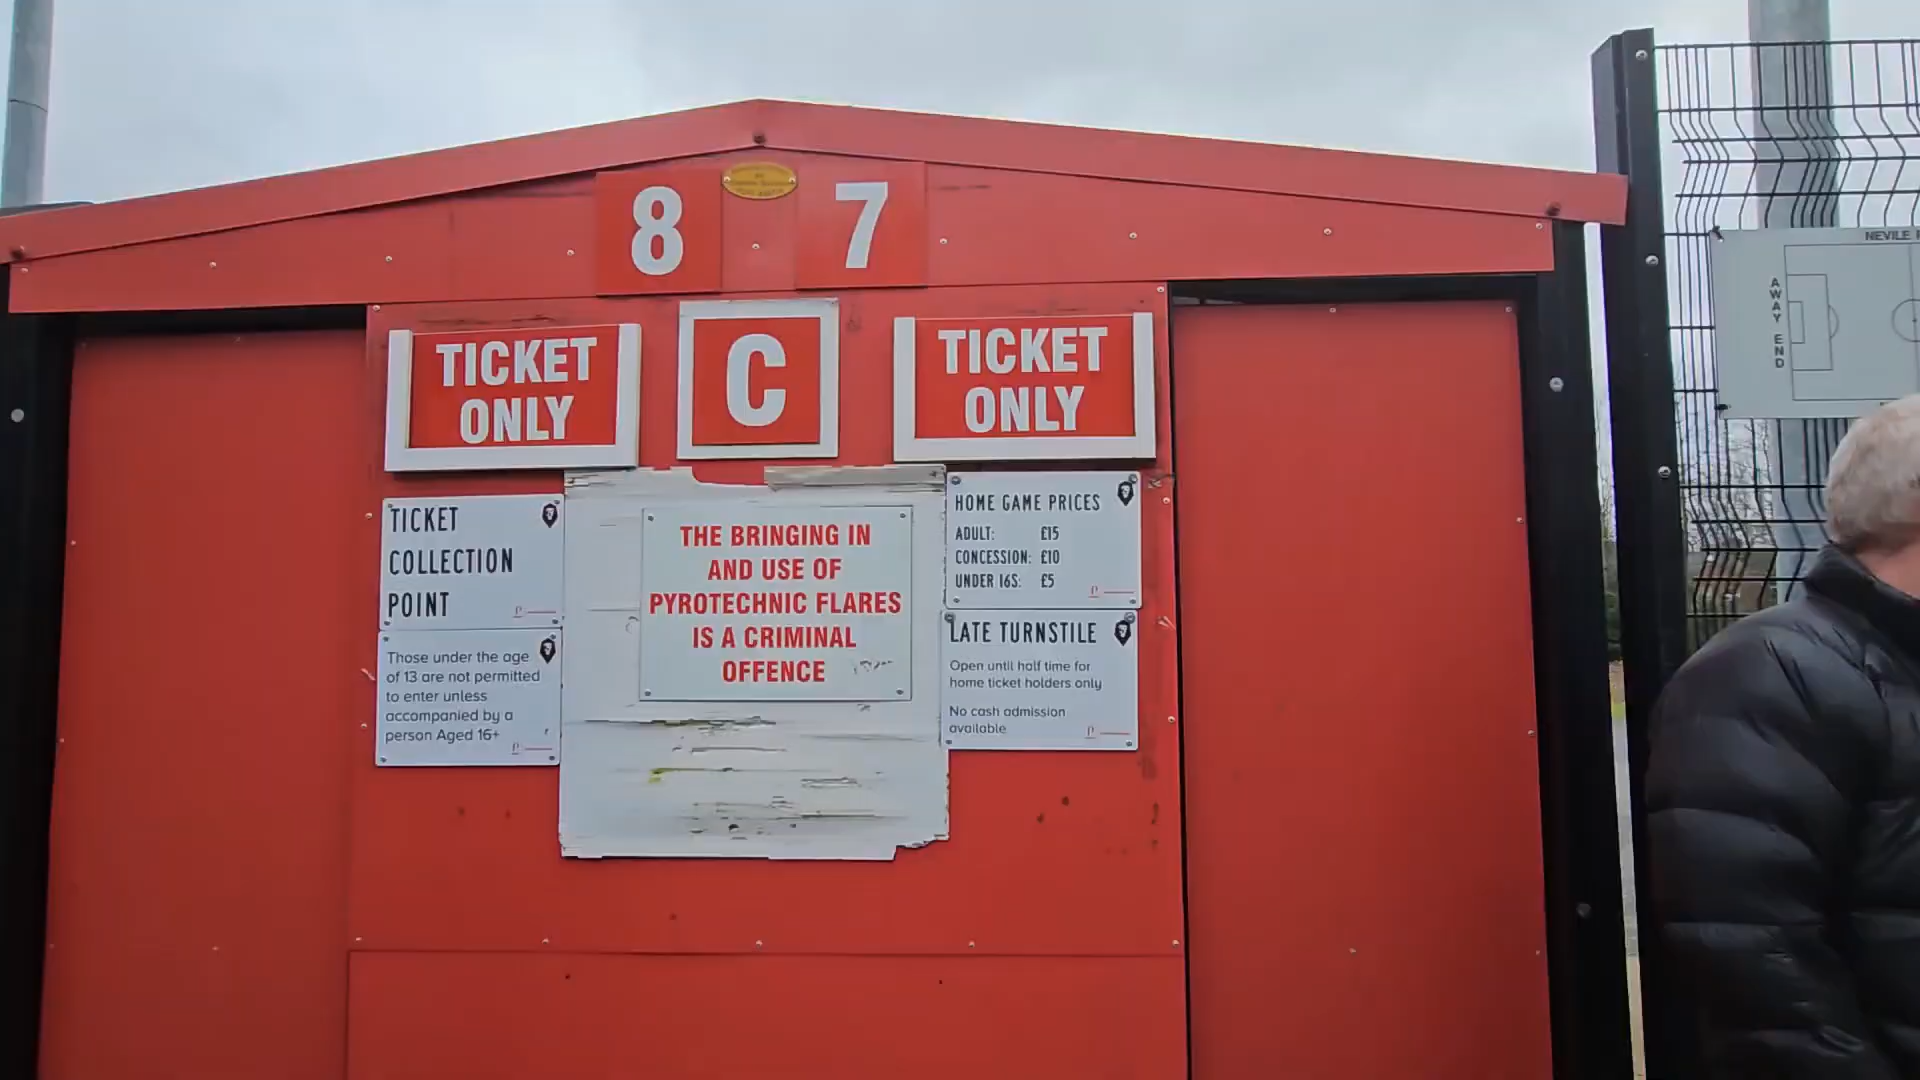 8 7
TICKET
ONLY
C
TICKET
ONLY
TICKET
COLLECTION
POINT
Those under the age
of 13 are not permitted
to enter unless
accompanied by a
person Aged 16+
THE BRINGING IN
AND USE OF
PYROTECHNIC FLARES
IS A CRIMINAL
OFFENCE
HOME GAME PRICES
ADULT: £15
CONCESSION: £10
UNDER 16S: £5
LATE TURNSTILE
Open until half time for
home ticket holders only
No cash admission
available
NEVILE
AWAY END